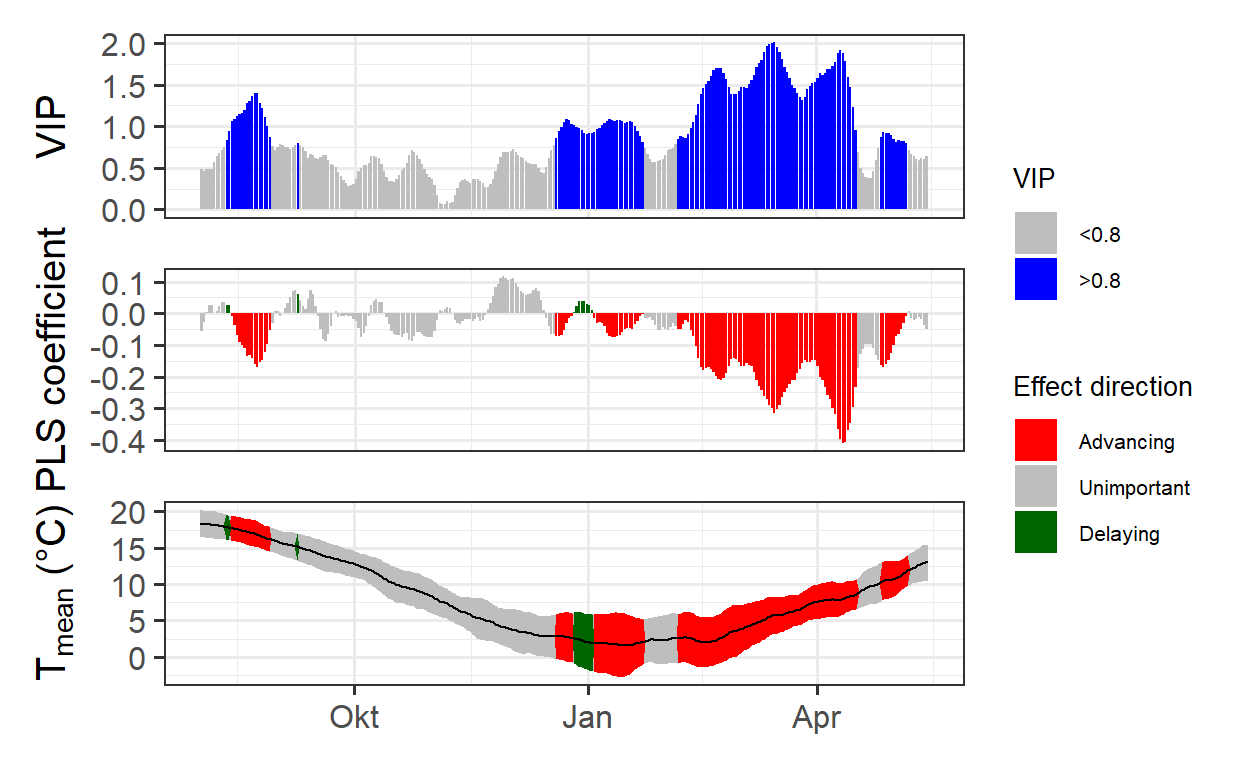 VIP
2.0
1.5
1.0
0.5
0.0
PLS coefficient
0.1
0.0
-0.1
-0.2
-0.3
-0.4
Tmean (°C)
20
15
10
5
0
Okt Jan Apr
VIP
<0.8
>0.8
Effect direction
Advancing
Unimportant
Delaying